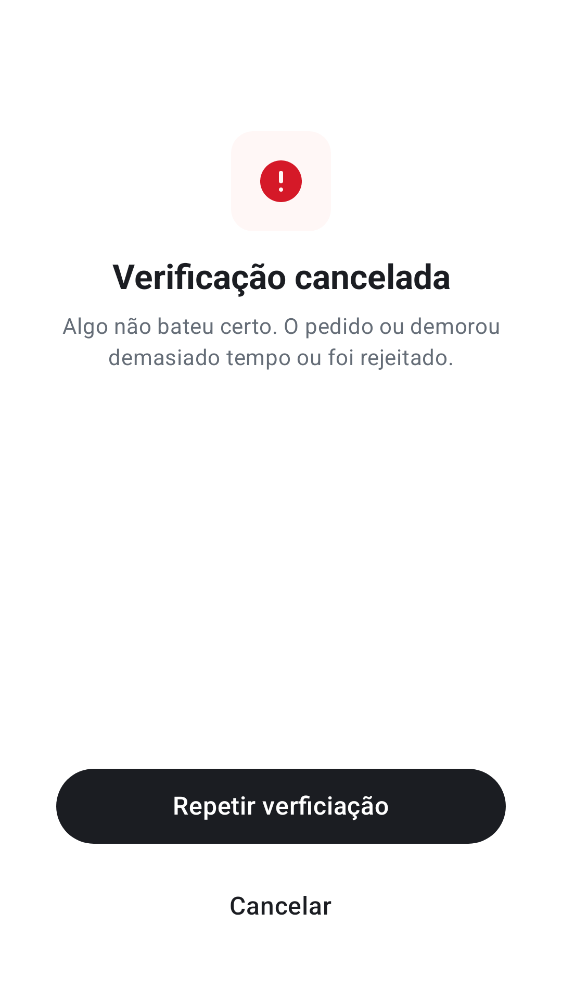 Verificação cancelada
Algo não bateu certo. O pedido ou demorou
demasiado tempo ou foi rejeitado.
Repetir verficiação
Cancelar